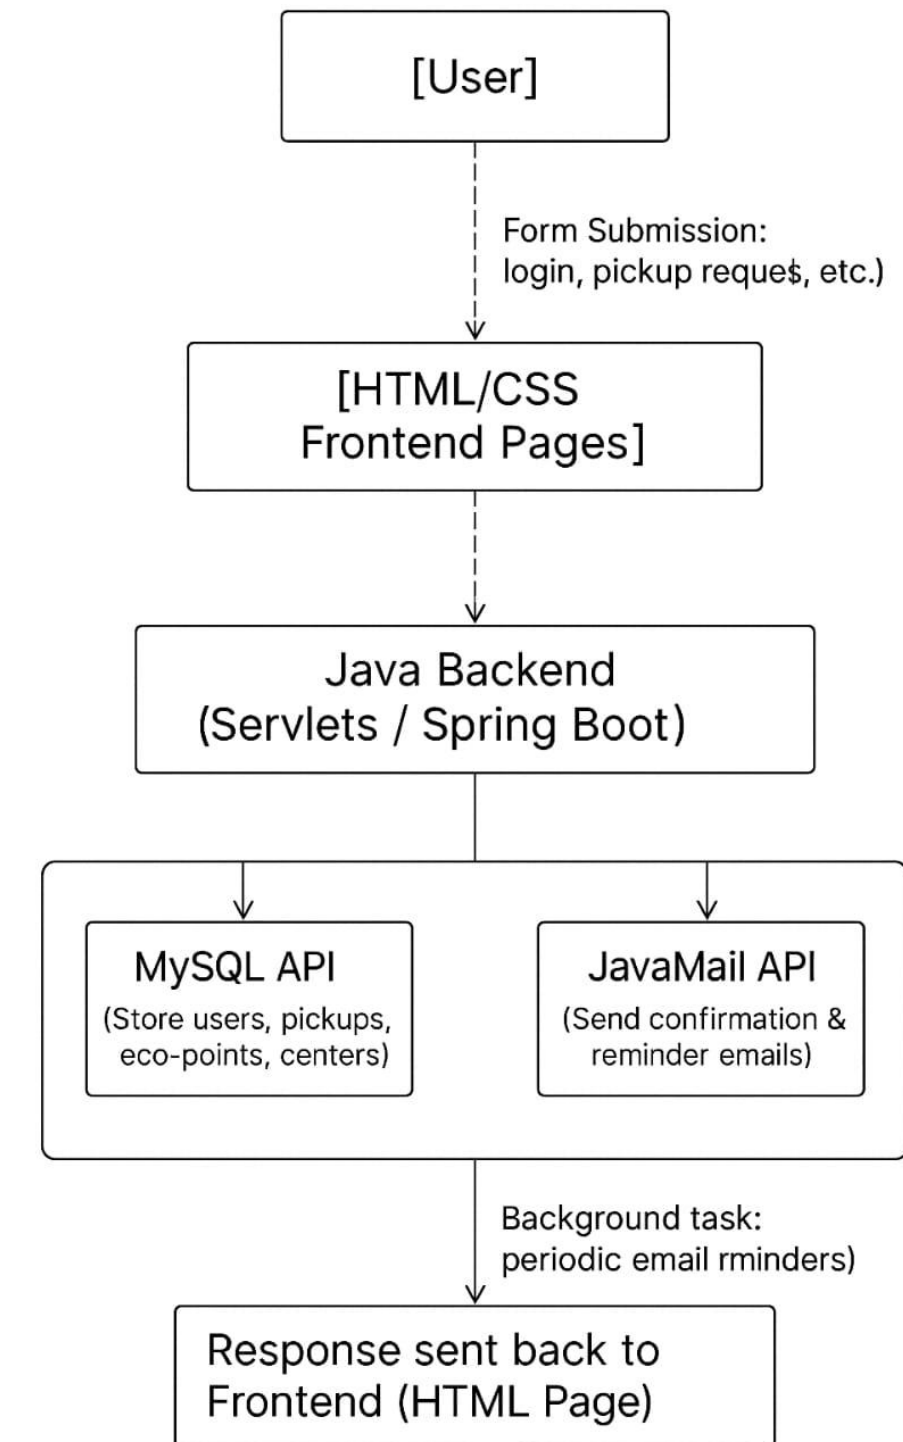 [User]
Form Submission:
login, pickup reque$, etc.)
[HTML/CSS
Frontend Pages]
Java Backend
(Servlets / Spring Boot)
MySQL API
(Store users, pickups,
eco-points, centers)
JavaMail API
(Send confirmation &
reminder emails)
Background task:
periodic email rminders)
Response sent back to
Frontend (HTML Page)